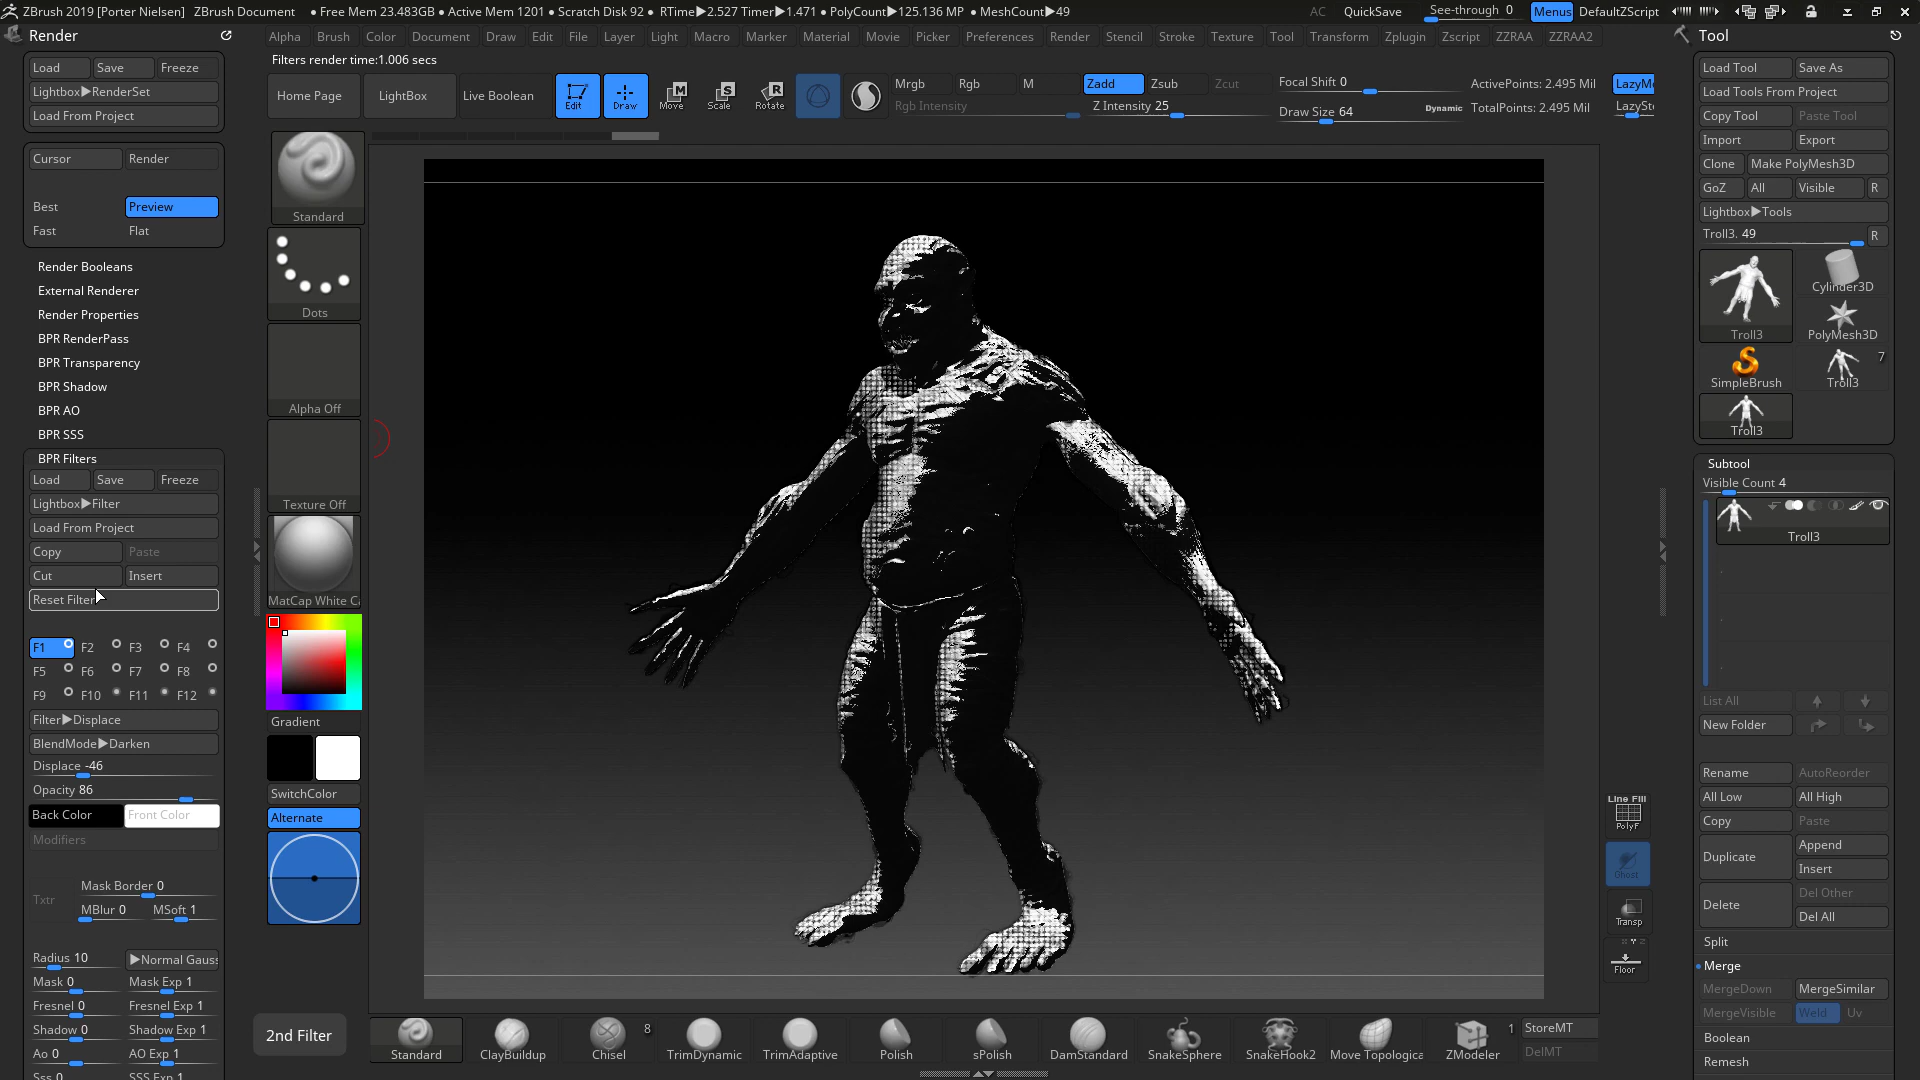 ZBrush 2019 [Porter Nielsen] ZBrush Document • Free Mem 23.483GB • Active Mem 1201 • Scratch Disk 92 • RTime▶2.527 Timer▶1.471 • PolyCount▶125.136 MP • MeshCount▶49 AC QuickSave See-through 0 Menus DefaultZScript
Render
Alpha Brush Color Document Draw Edit File Layer Light Macro Marker Material Movie Picker Preferences Render Stencil Stroke Texture Tool Transform Zplugin Zscript ZZRAA ZZRAA2
Tool
Filters render time:1.006 secs
Load Save Freeze
Lightbox▶RenderSet
Load From Project
Cursor Render
Best Preview
Fast Flat
Render Booleans
External Renderer
Render Properties
BPR RenderPass
BPR Transparency
BPR Shadow
BPR AO
BPR SSS
BPR Filters
Load Save Freeze
Lightbox▶Filter
Load From Project
Copy Paste
Cut Insert
Reset Filter
F1 F2 F3 F4
F5 F6 F7 F8
F9 F10 F11 F12
Filter▶Displace
BlendMode▶Darken
Displace -46
Opacity 86
Back Color Front Color
Modifiers
Mask Border 0
Txtr
MBlur 0 MSoft 1
Radius 10 ▶Normal Gauss
Mask 0 Mask Exp 1
Fresnel 0 Fresnel Exp 1
Shadow 0 Shadow Exp 1
Ao 0 AO Exp 1
Sss 0 SSS Exp 1
Home Page LightBox Live Boolean Edit Draw Move Scale Rotate
Mrgb Rgb M Zadd Zsub Zcut
Rgb Intensity Z Intensity 25
Focal Shift 0
Draw Size 64 Dynamic
ActivePoints: 2.495 Mil
TotalPoints: 2.495 Mil
LazyM
LazySt
Standard
Dots
Alpha Off
Texture Off
MatCap White Ca
Gradient
SwitchColor
Alternate
2nd Filter
Line Fill
PolyF
Ghost
Transp
Floor
Standard ClayBuildup Chisel 8 TrimDynamic TrimAdaptive Polish sPolish DamStandard SnakeSphere SnakeHook2 Move Topologica ZModeler 1
StoreMT
DelMT
Load Tool Save As
Load Tools From Project
Copy Tool Paste Tool
Import Export
Clone Make PolyMesh3D
GoZ All Visible R
Lightbox▶Tools
Troll3. 49 R
Troll3 Cylinder3D
PolyMesh3D
SimpleBrush Troll3 7
Troll3
Subtool
Visible Count 4
Troll3
List All
New Folder
Rename AutoReorder
All Low All High
Copy Paste
Duplicate Append
Insert
Delete Del Other
Del All
Split
Merge
MergeDown MergeSimilar
MergeVisible Weld Uv
Boolean
Remesh